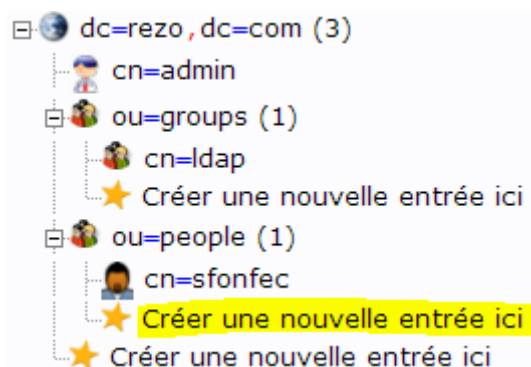 dc=rezo,dc=com (3)
cn=admin
ou=groups (1)
cn=ldap
Créer une nouvelle entrée ici
ou=people (1)
cn=sfonfec
Créer une nouvelle entrée ici
Créer une nouvelle entrée ici